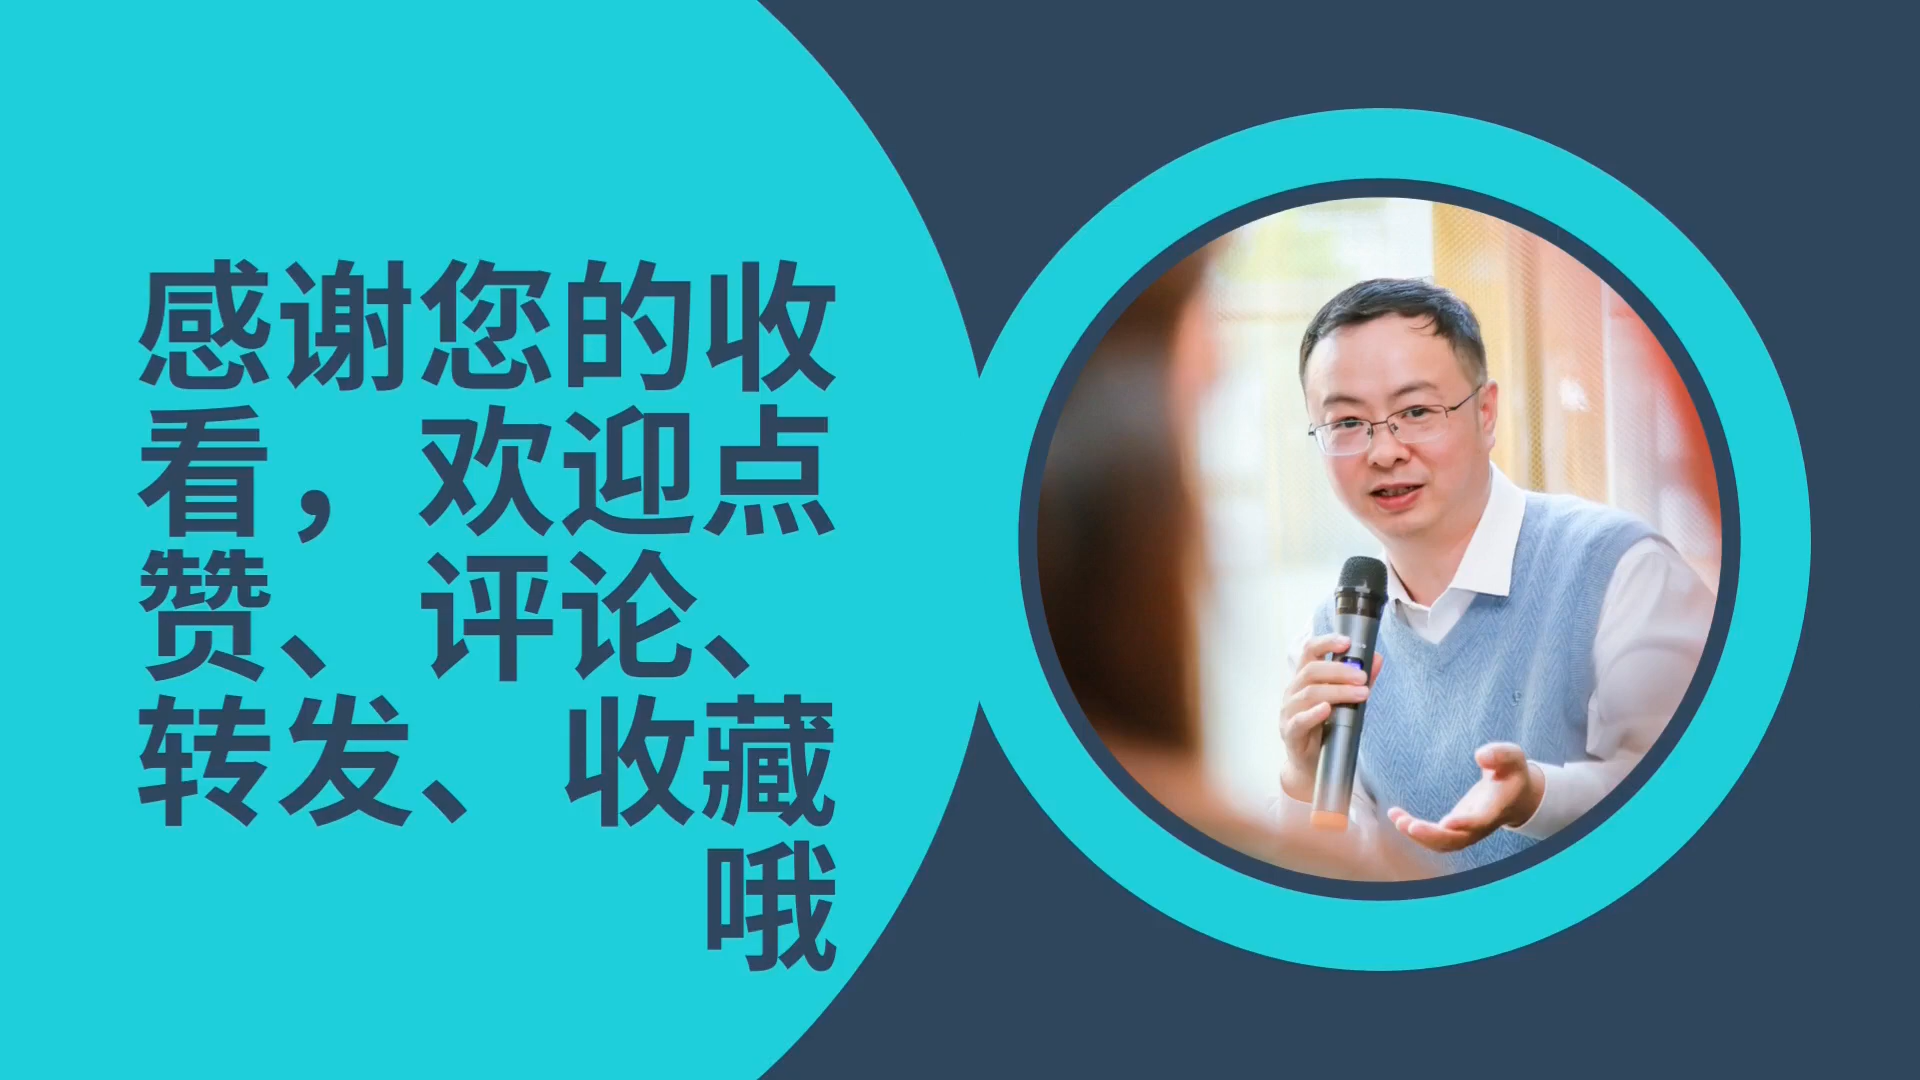 感谢您的收
看，欢迎点
赞、评论、
转发、收藏
哦